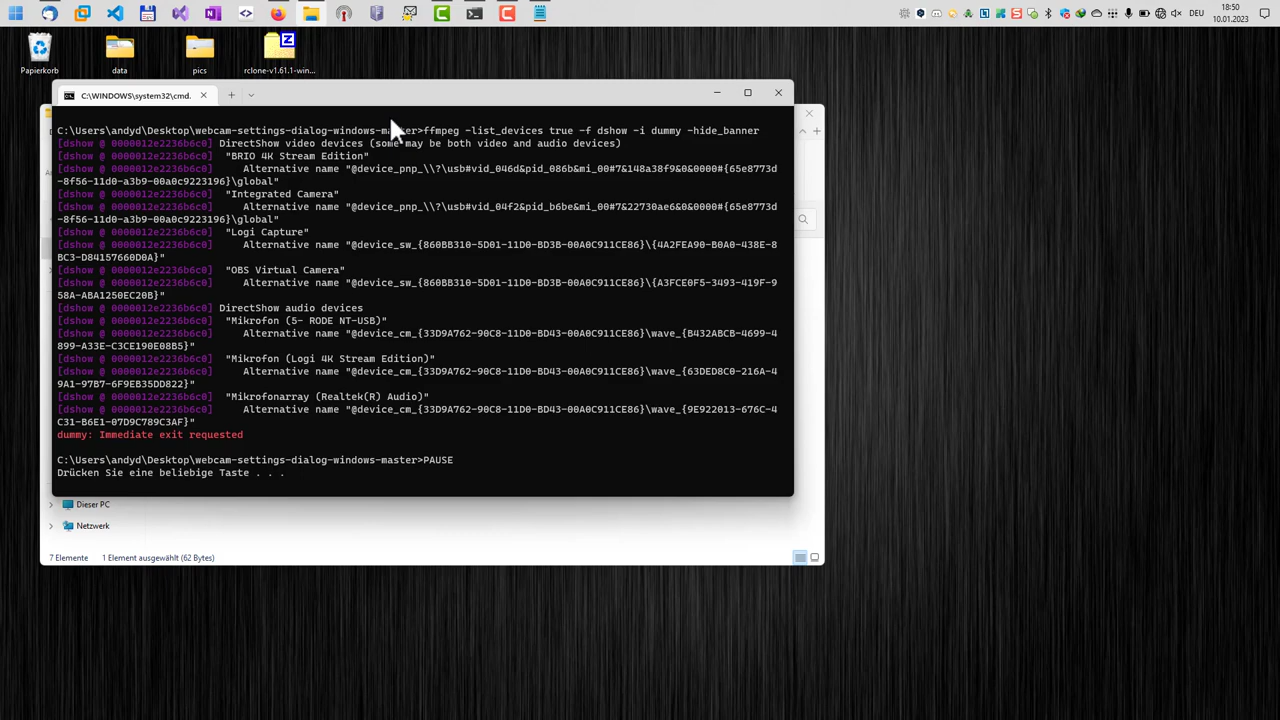 18:50
DEU
10.01.2023
Papierkorb
data
pics
rclone-v1.61.1-win...
C:\WINDOWS\system32\cmd.
C:\Users\andyd\Desktop\webcam-settings-dialog-windows-master>ffmpeg -list_devices true -f dshow -i dummy -hide_banner
[dshow @ 0000012e2236b6c0] DirectShow video devices (some may be both video and audio devices)
[dshow @ 0000012e2236b6c0]  "BRIO 4K Stream Edition"
[dshow @ 0000012e2236b6c0]     Alternative name "@device_pnp_\\?\usb#vid_046d&pid_086b&mi_00#7&148a38f9&0&0000#{65e8773d
-8f56-11d0-a3b9-00a0c9223196}\global"
[dshow @ 0000012e2236b6c0]  "Integrated Camera"
[dshow @ 0000012e2236b6c0]     Alternative name "@device_pnp_\\?\usb#vid_04f2&pid_b6be&mi_00#7&22730ae6&0&0000#{65e8773d
-8f56-11d0-a3b9-00a0c9223196}\global"
[dshow @ 0000012e2236b6c0]  "Logi Capture"
[dshow @ 0000012e2236b6c0]     Alternative name "@device_sw_{860BB310-5D01-11D0-BD3B-00A0C911CE86}\{4A2FEA90-B0A0-438E-8
BC3-D84157660D0A}"
[dshow @ 0000012e2236b6c0]  "OBS Virtual Camera"
[dshow @ 0000012e2236b6c0]     Alternative name "@device_sw_{860BB310-5D01-11D0-BD3B-00A0C911CE86}\{A3FCE0F5-3493-419F-9
58A-ABA1250EC20B}"
[dshow @ 0000012e2236b6c0] DirectShow audio devices
[dshow @ 0000012e2236b6c0]  "Mikrofon (5- RODE NT-USB)"
[dshow @ 0000012e2236b6c0]     Alternative name "@device_cm_{33D9A762-90C8-11D0-BD43-00A0C911CE86}\wave_{B432ABCB-4699-4
899-A33E-C3CE190E08B5}"
[dshow @ 0000012e2236b6c0]  "Mikrofon (Logi 4K Stream Edition)"
[dshow @ 0000012e2236b6c0]     Alternative name "@device_cm_{33D9A762-90C8-11D0-BD43-00A0C911CE86}\wave_{63DED8C0-216A-4
9A1-97B7-6F9EB35DD822}"
[dshow @ 0000012e2236b6c0]  "Mikrofonarray (Realtek(R) Audio)"
[dshow @ 0000012e2236b6c0]     Alternative name "@device_cm_{33D9A762-90C8-11D0-BD43-00A0C911CE86}\wave_{9E922013-676C-4
C31-B6E1-07D9C789C3AF}"
dummy: Immediate exit requested
C:\Users\andyd\Desktop\webcam-settings-dialog-windows-master>PAUSE
Drücken Sie eine beliebige Taste . . .
Dieser PC
Netzwerk
7 Elemente
1 Element ausgewählt (62 Bytes)